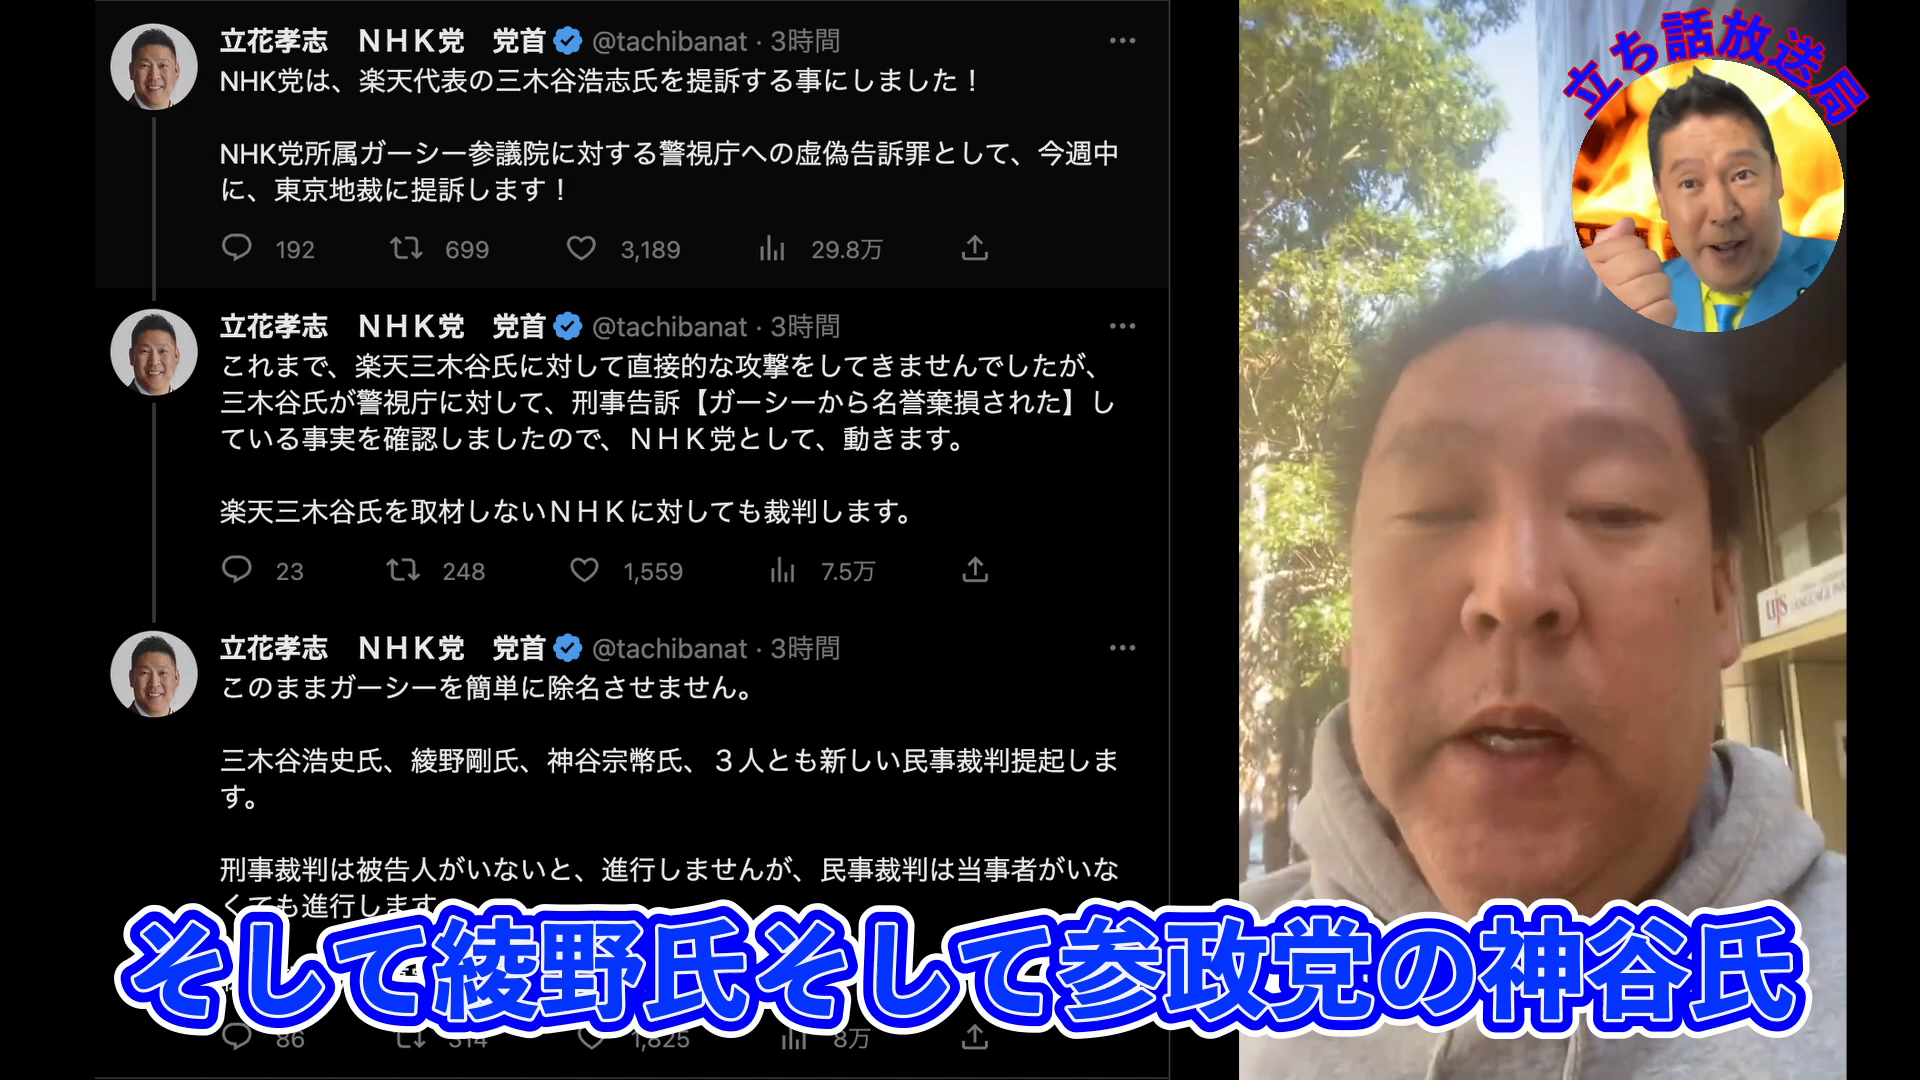 立花孝志　ＮＨＫ党　党首 @tachibanat · 3時間
NHK党は、楽天代表の三木谷浩志氏を提訴する事にしました！
NHK党所属ガーシー参議院に対する警視庁への虚偽告訴罪として、今週中
に、東京地裁に提訴します！
192 699 3,189 29.8万
立花孝志　ＮＨＫ党　党首 @tachibanat · 3時間
これまで、楽天三木谷氏に対して直接的な攻撃をしてきませんでしたが、
三木谷氏が警視庁に対して、刑事告訴【ガーシーから名誉棄損された】し
ている事実を確認しましたので、ＮＨＫ党として、動きます。
楽天三木谷氏を取材しないＮＨＫに対しても裁判します。
23 248 1,559 7.5万
立花孝志　ＮＨＫ党　党首 @tachibanat · 3時間
このままガーシーを簡単に除名させません。
三木谷浩史氏、綾野剛氏、神谷宗幣氏、３人とも新しい民事裁判提起しま
す。
刑事裁判は被告人がいないと、進行しませんが、民事裁判は当事者がいな
くても進行します
86 314 1,825 8万
立ち話放送局
ujs LANGUAGE
そして綾野氏そして参政党の神谷氏